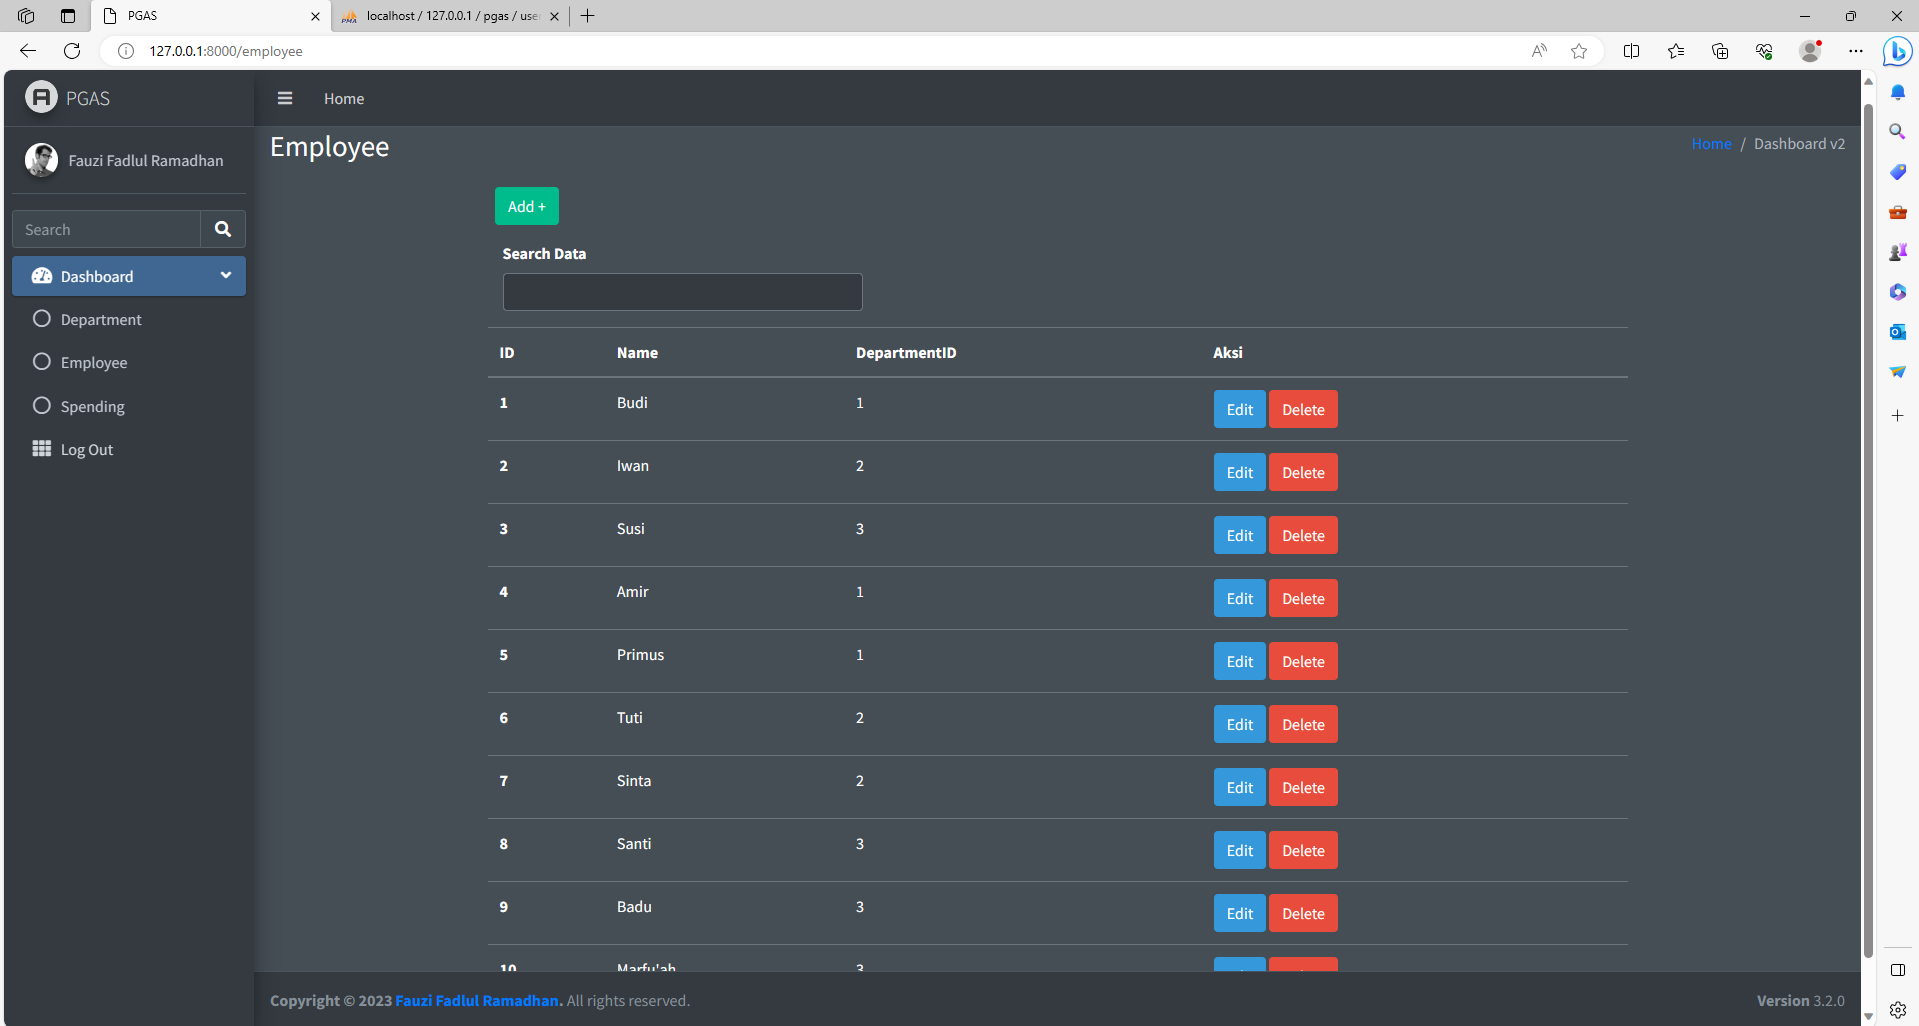 PGAS
localhost / 127.0.0.1 / pgas / use
127.0.0.1:8000/employee
PGAS
Home
Fauzi Fadlul Ramadhan
Search
Dashboard
Department
Employee
Spending
Log Out
Employee
Home / Dashboard v2
Add +
Search Data
ID Name DepartmentID Aksi
1 Budi 1 Edit Delete
2 Iwan 2 Edit Delete
3 Susi 3 Edit Delete
4 Amir 1 Edit Delete
5 Primus 1 Edit Delete
6 Tuti 2 Edit Delete
7 Sinta 2 Edit Delete
8 Santi 3 Edit Delete
9 Badu 3 Edit Delete
10 Marfu'ah 3
Copyright © 2023 Fauzi Fadlul Ramadhan. All rights reserved.
Version 3.2.0